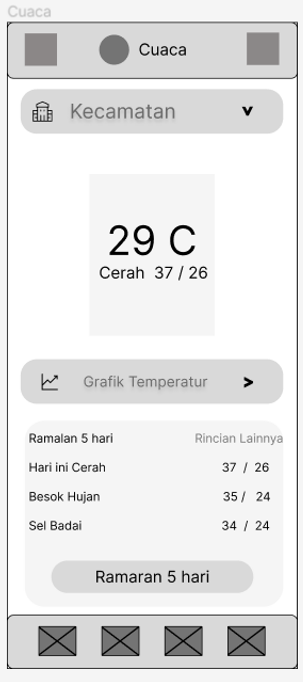 Cuaca
Cuaca
Kecamatan
29 C
Cerah 37 / 26
Grafik Temperatur
Ramalan 5 hari Rincian Lainnya
Hari ini Cerah 37 / 26
Besok Hujan 35 / 24
Sel Badai 34 / 24
Ramaran 5 hari